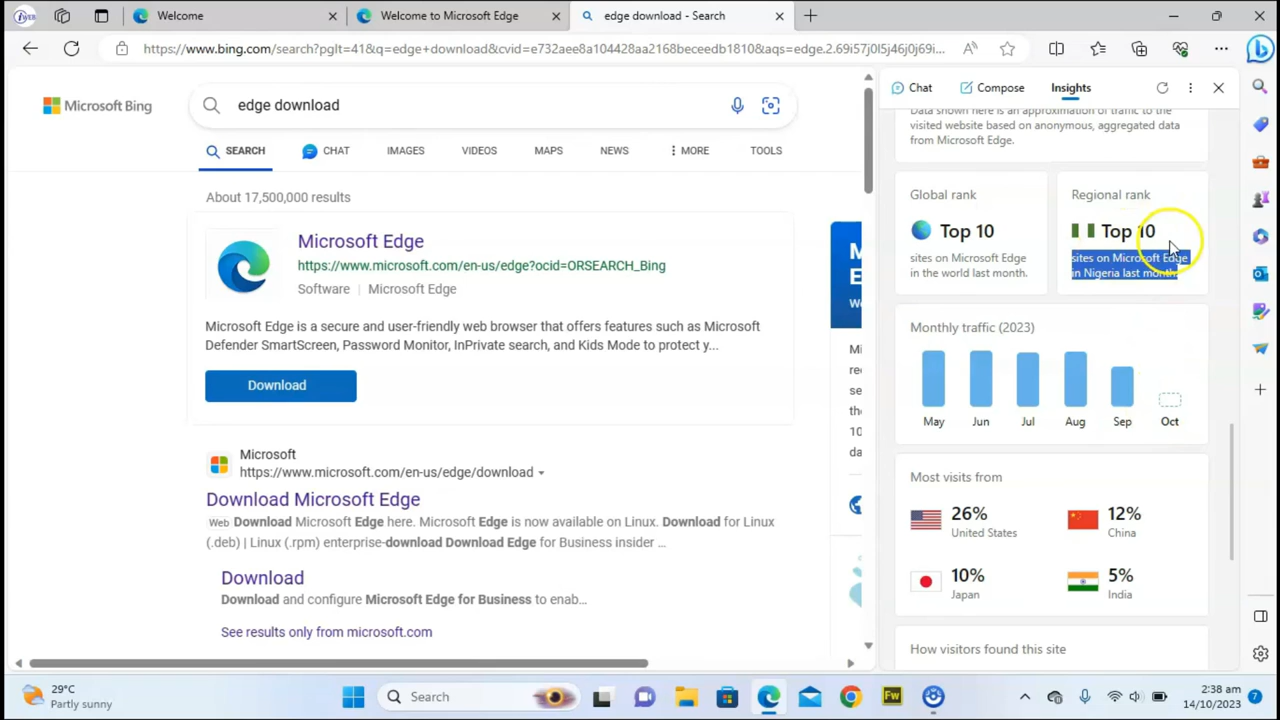 Welcome
Welcome to Microsoft Edge
edge download - Search
https://www.bing.com/search?pglt=41&q=edge+download&cvid=e732aee8a104428aa2168beceedb1810&aqs=edge.2.69i57j0l5j46j0j69i...
Microsoft Bing
edge download
SEARCH
CHAT
IMAGES
VIDEOS
MAPS
NEWS
MORE
TOOLS
About 17,500,000 results
Microsoft Edge
https://www.microsoft.com/en-us/edge?ocid=ORSEARCH_Bing
Software | Microsoft Edge
Microsoft Edge is a secure and user-friendly web browser that offers features such as Microsoft
Defender SmartScreen, Password Monitor, InPrivate search, and Kids Mode to protect y...
Download
Microsoft
https://www.microsoft.com/en-us/edge/download
Download Microsoft Edge
Web Download Microsoft Edge here. Microsoft Edge is now available on Linux. Download for Linux
(.deb) | Linux (.rpm) enterprise-download Download Edge for Business insider ...
Download
Download and configure Microsoft Edge for Business to enab...
See results only from microsoft.com
Chat
Compose
Insights
Data shown here is an approximation of traffic to the
visited website based on anonymous, aggregated data
from Microsoft Edge.
Global rank
Top 10
sites on Microsoft Edge
in the world last month.
Regional rank
Top 10
sites on Microsoft Edge
in Nigeria last month.
Monthly traffic (2023)
May Jun Jul Aug Sep Oct
Most visits from
26%
United States
12%
China
10%
Japan
5%
India
How visitors found this site
29°C
Partly sunny
Search
Fw
2:38 am
14/10/2023
7